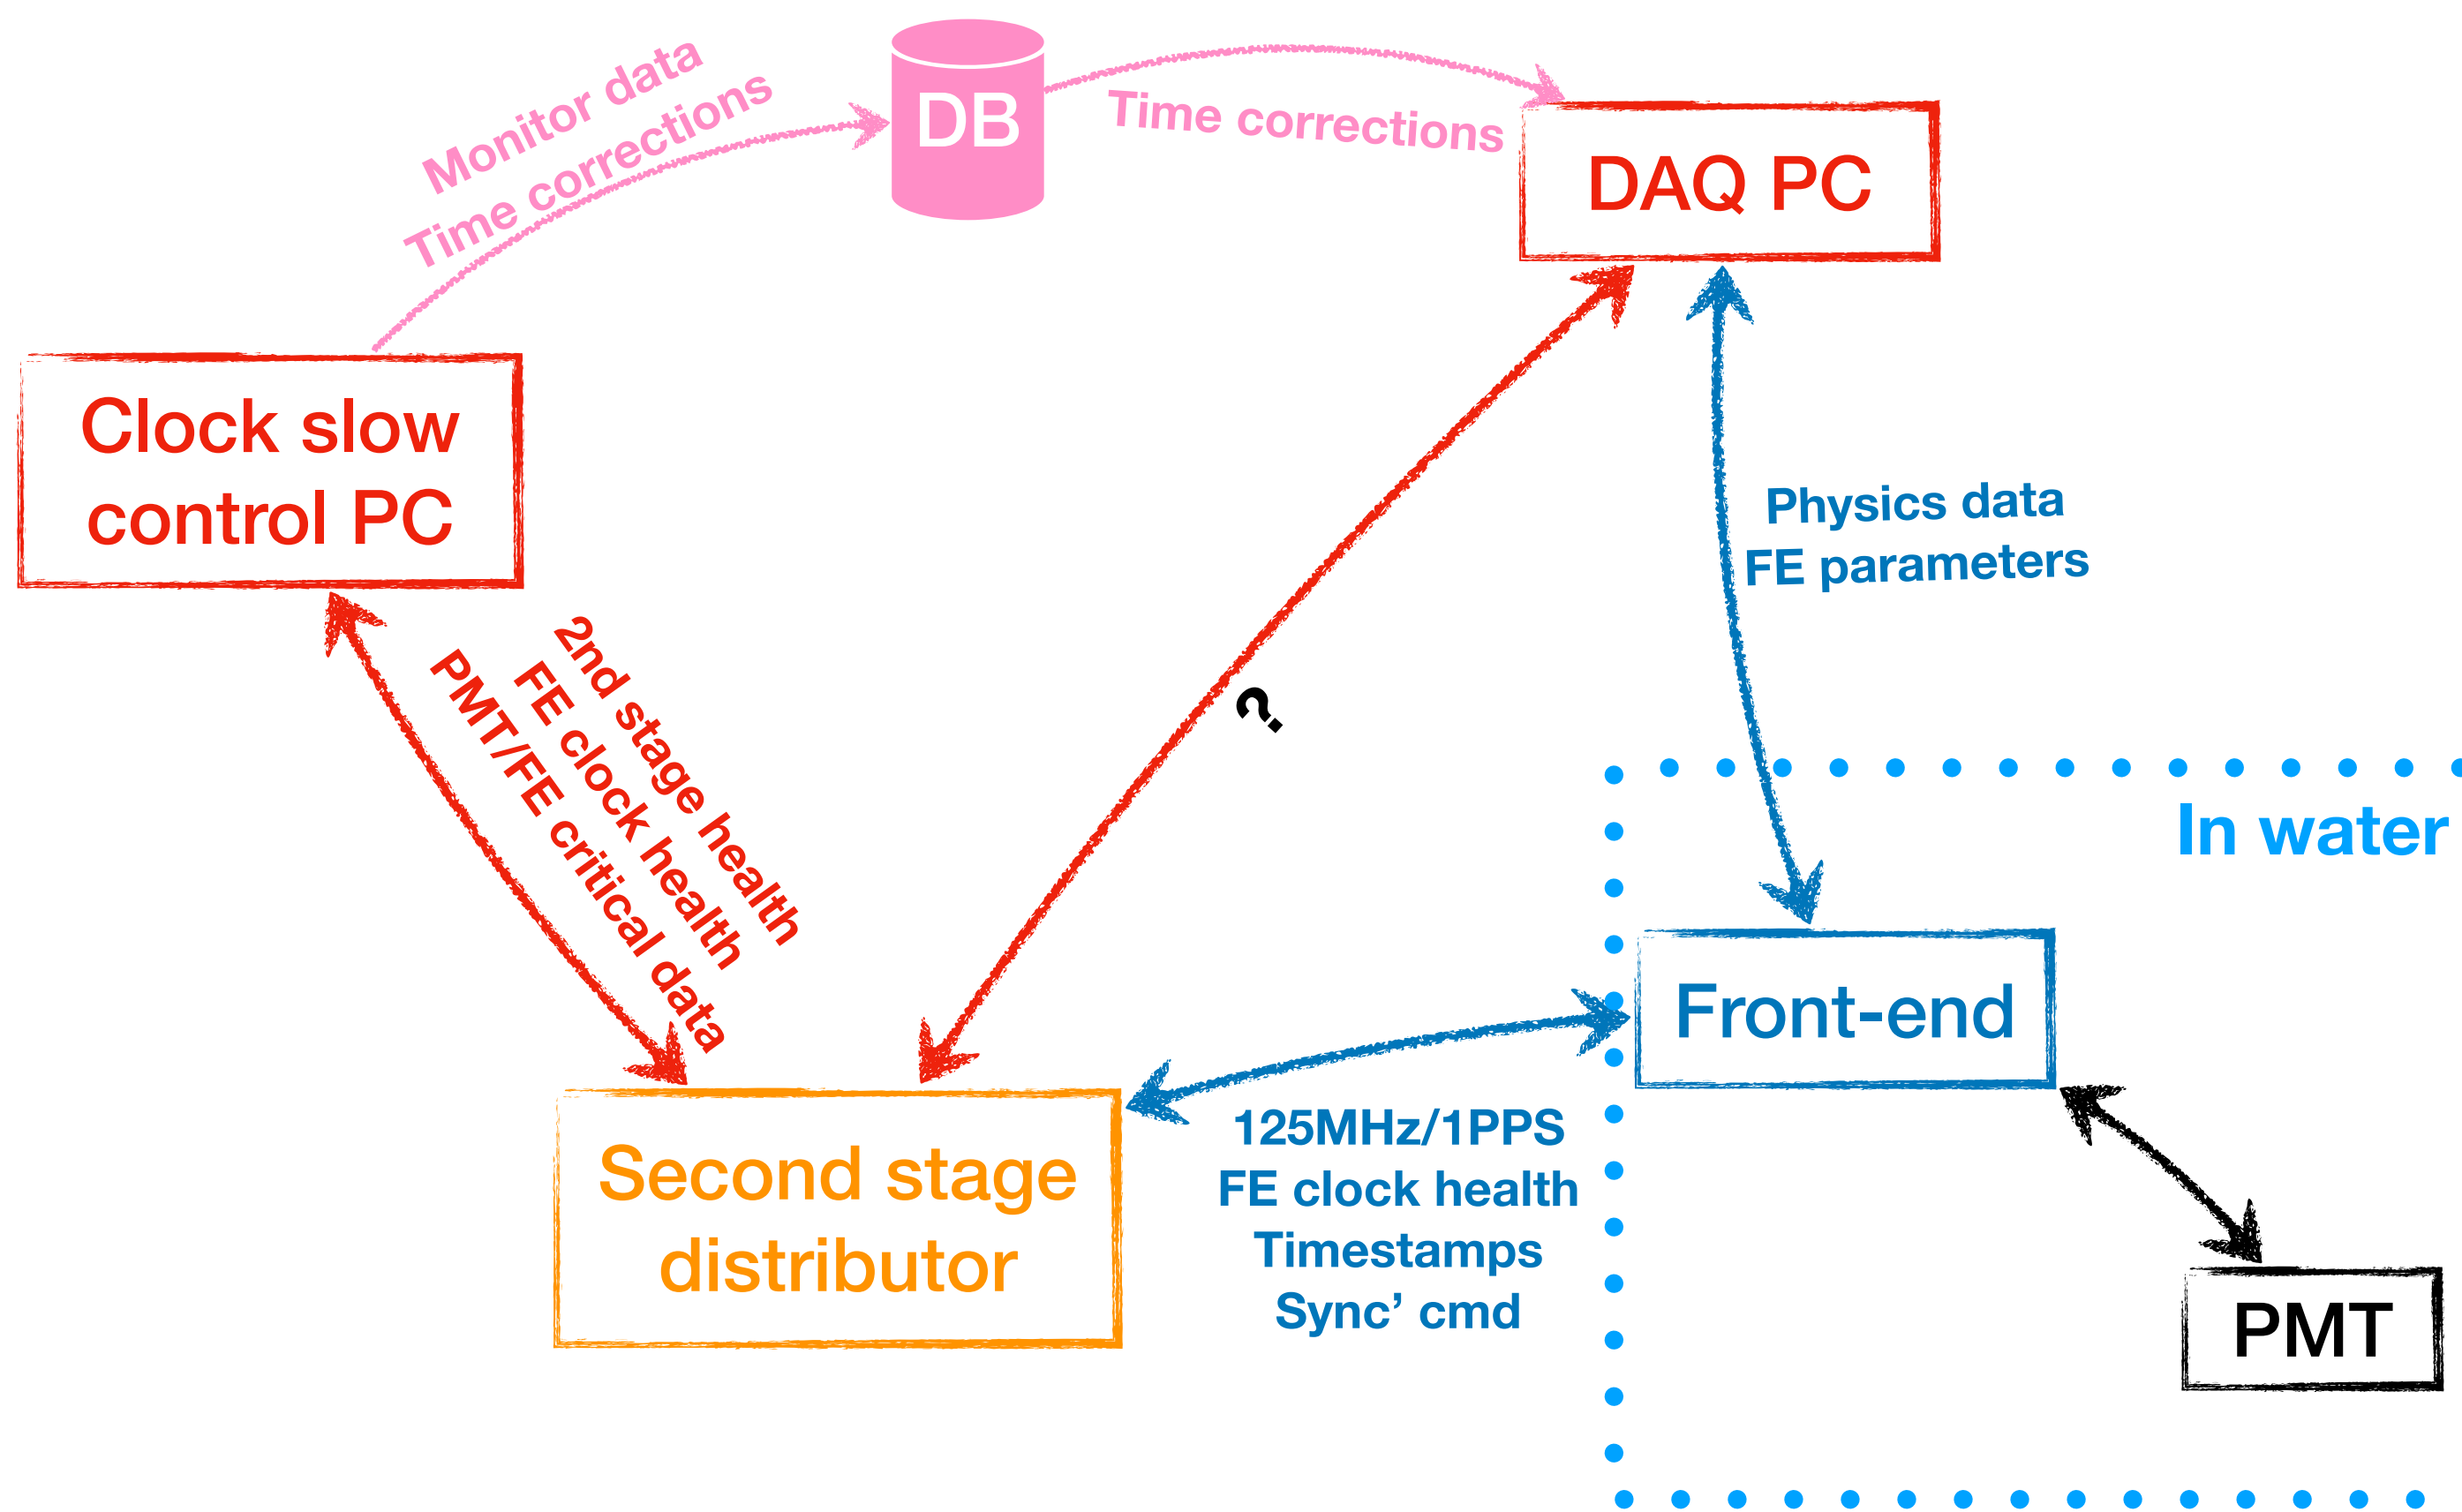 Monitor data
Time corrections
DB
Time corrections
DAQ PC
Clock slow
control PC
Physics data
FE parameters
2nd stage health
FE clock health
PMT/FE critical data
?
In water
Front-end
125MHz/1PPS
FE clock health
Timestamps
Sync’ cmd
Second stage
distributor
PMT